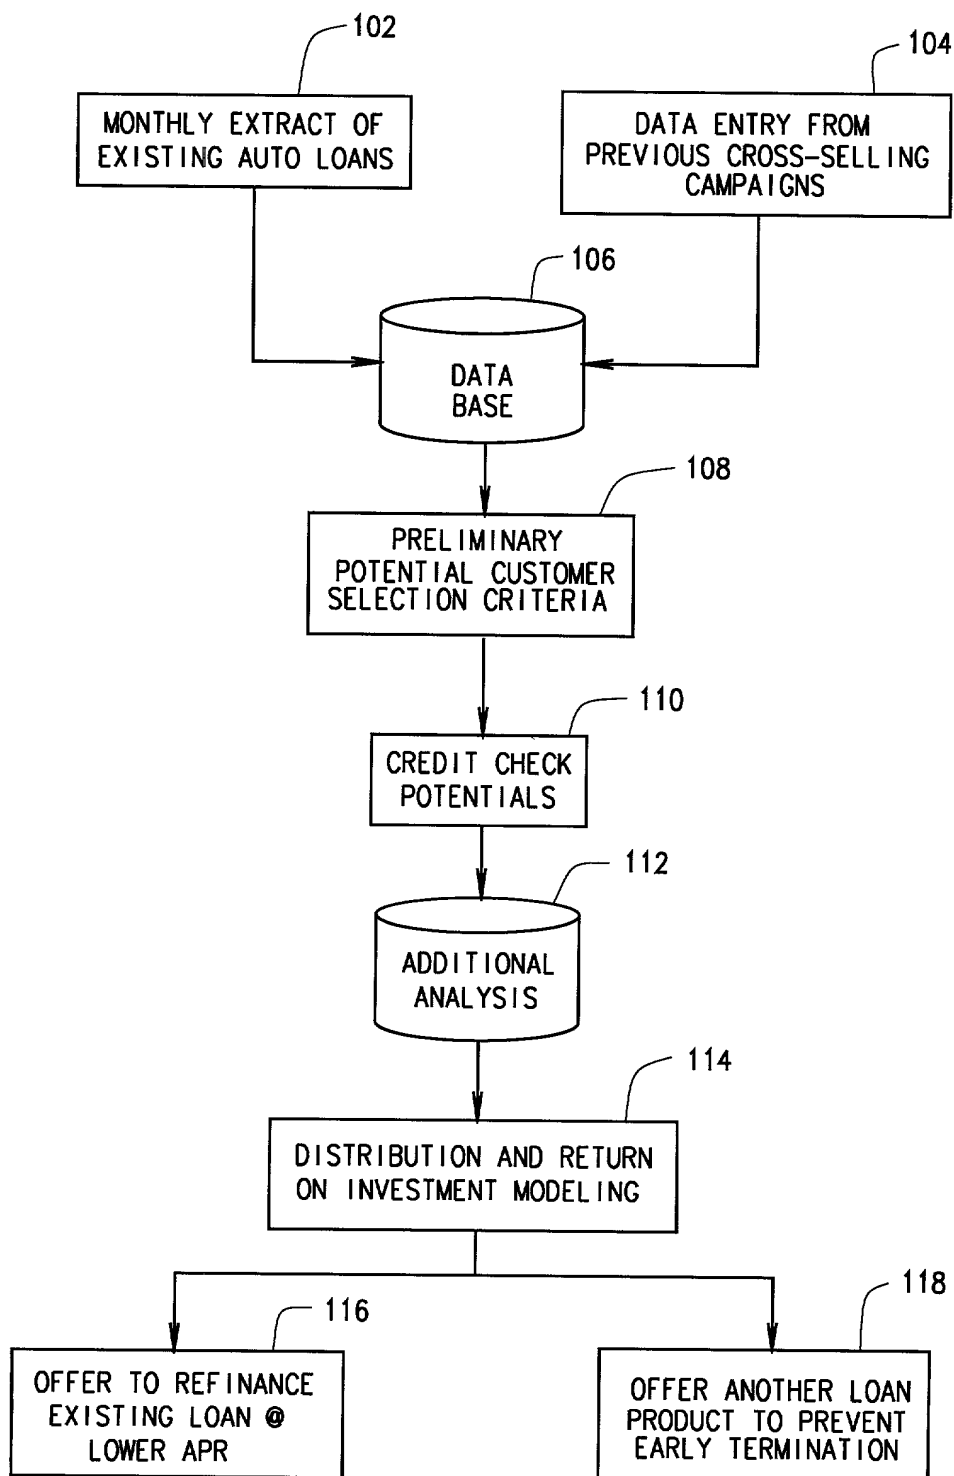 102
104
MONTHLY EXTRACT OF
EXISTING AUTO LOANS
DATA ENTRY FROM
PREVIOUS CROSS-SELLING
CAMPAIGNS
106
DATA
BASE
108
PRELIMINARY
POTENTIAL CUSTOMER
SELECTION CRITERIA
110
CREDIT CHECK
POTENTIALS
112
ADDITIONAL
ANALYSIS
114
DISTRIBUTION AND RETURN
ON INVESTMENT MODELING
116
118
OFFER TO REFINANCE
EXISTING LOAN @
LOWER APR
OFFER ANOTHER LOAN
PRODUCT TO PREVENT
EARLY TERMINATION